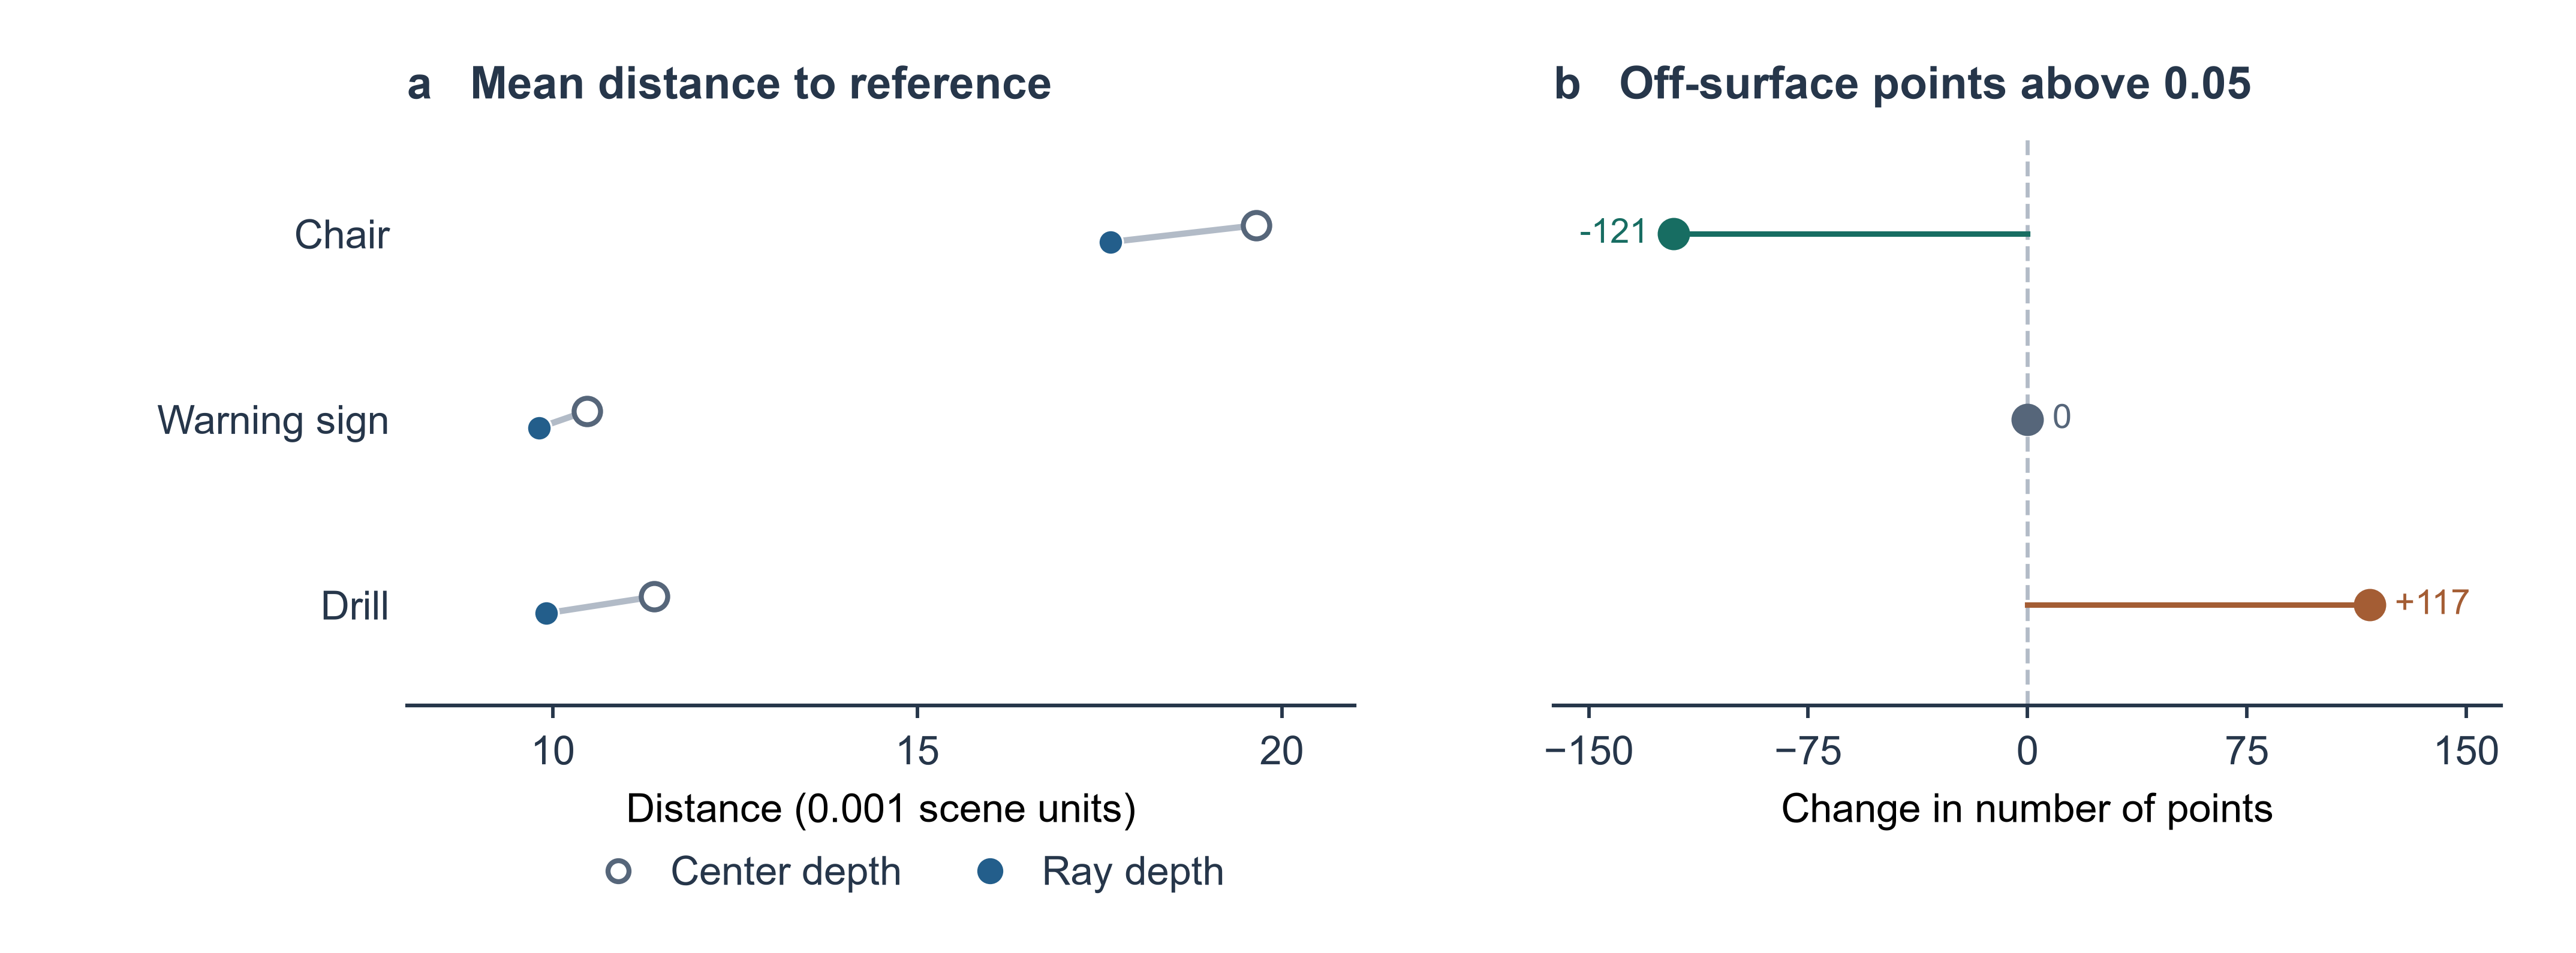 a Mean distance to reference
Chair
Warning sign
Drill
10 15 20
Distance (0.001 scene units)
Center depth Ray depth
b Off-surface points above 0.05
-121
0
+117
−150 −75 0 75 150
Change in number of points